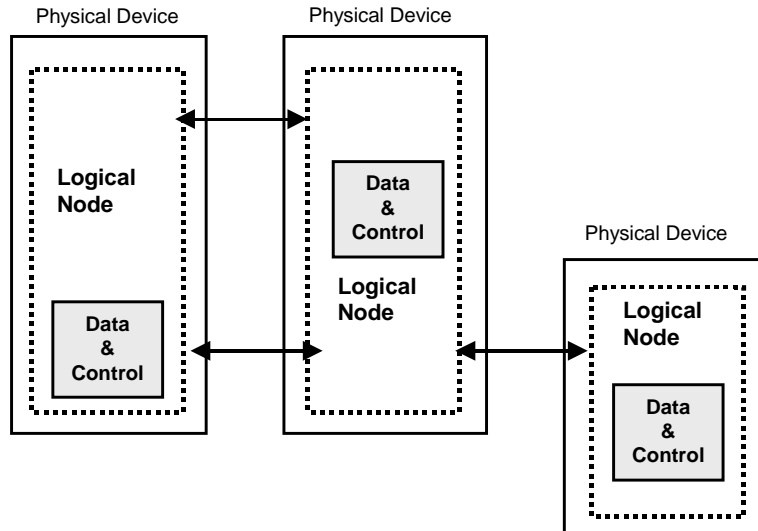 Physical Device
Logical
Node
Data
&
Control
Physical Device
Data
&
Control
Logical
Node
Physical Device
Logical
Node
Data
&
Control